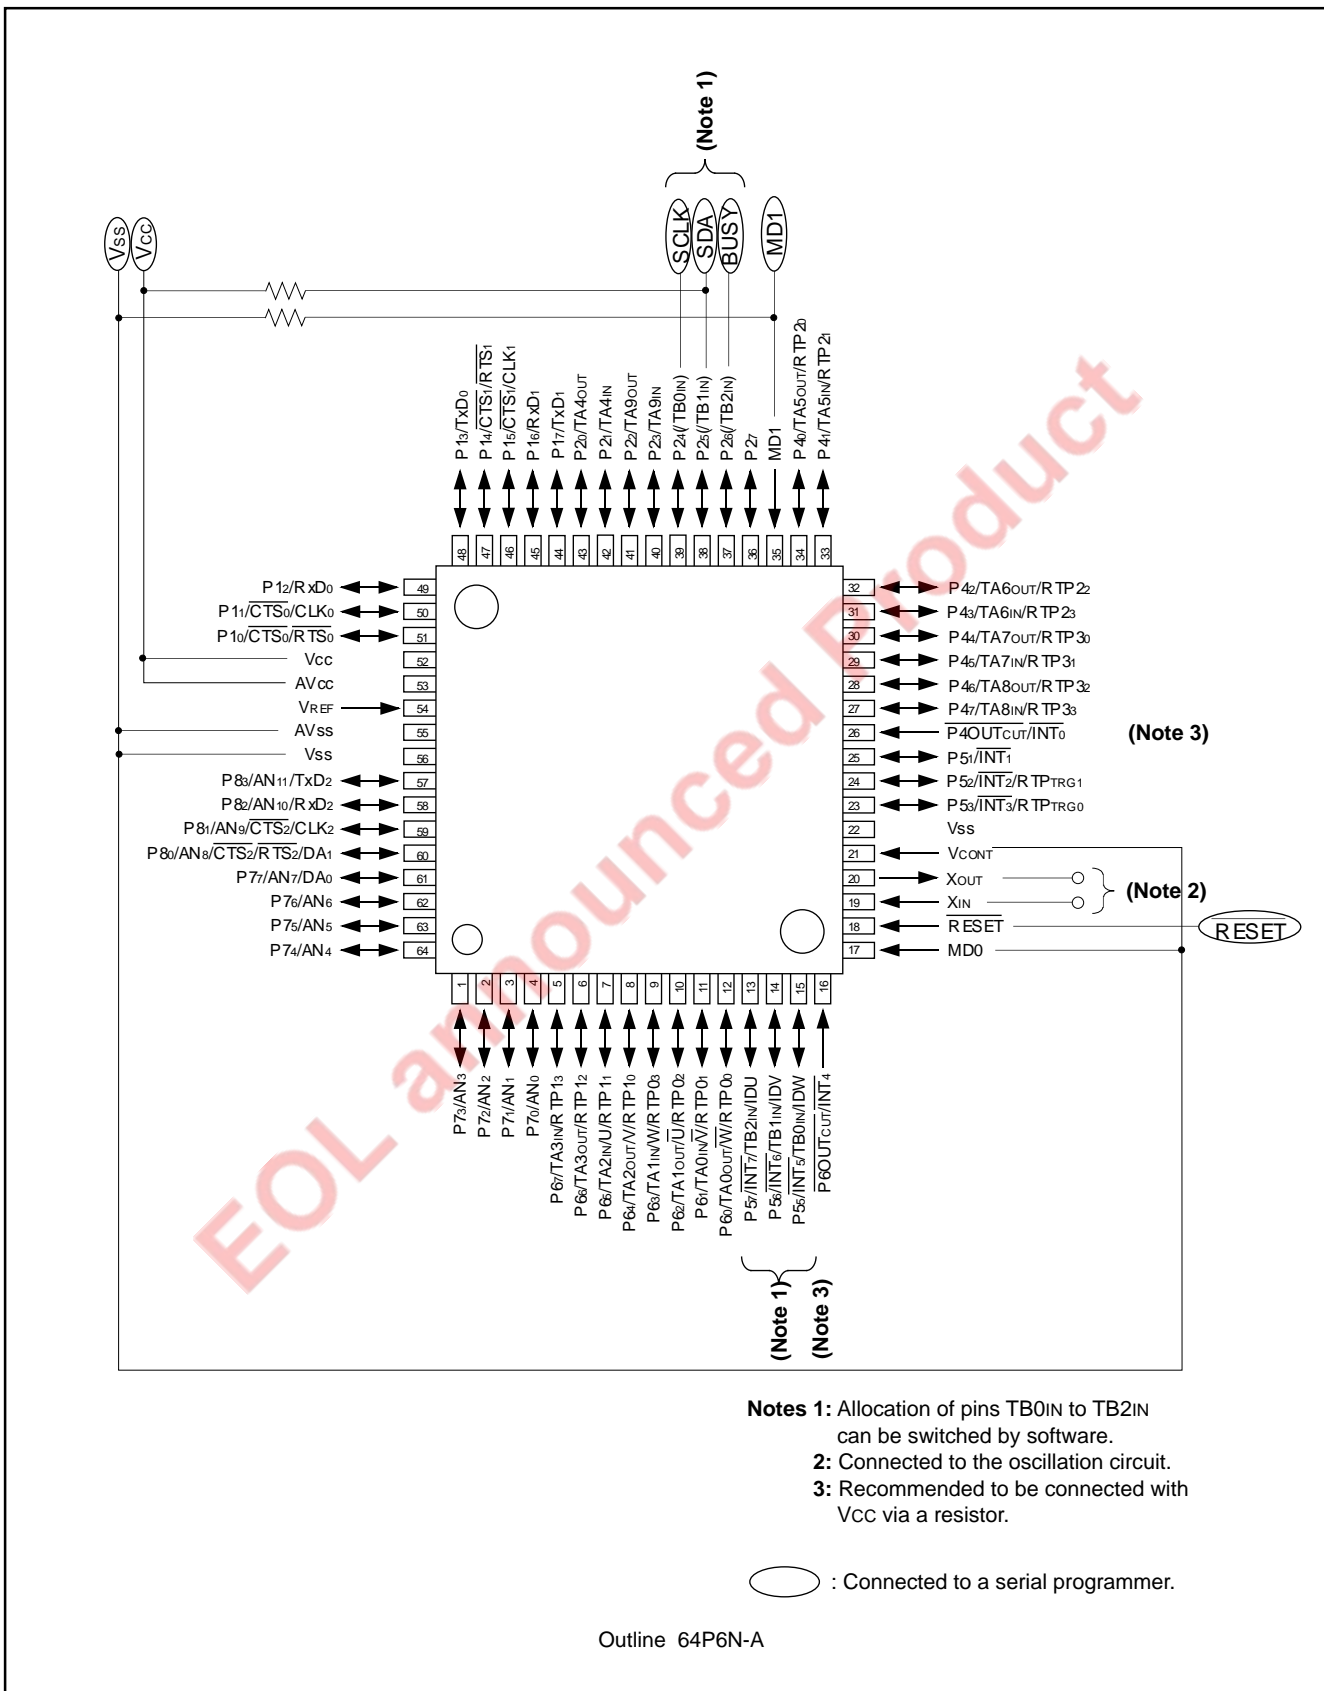 (Note 1)
Vss
Vcc
SCLK
SDA
BUSY
MD1
P13/TxD0
P14/CTS1/RTS1
P15/CTS1/CLK1
P16/RxD1
P17/TxD1
P20/TA4OUT
P21/TA4IN
P22/TA9OUT
P23/TA9IN
P24(/TB0IN)
P25(/TB1IN)
P26(/TB2IN)
P27
MD1
P40/TA5OUT/RTP20
P41/TA5IN/RTP21
48 47 46 45 44 43 42 41 40 39 38 37 36 35 34 33
P12/RxD0 49
P11/CTS0/CLK0 50
P10/CTS0/RTS0 51
Vcc 52
AVcc 53
VREF 54
AVss 55
Vss 56
P83/AN11/TxD2 57
P82/AN10/RxD2 58
P81/AN9/CTS2/CLK2 59
P80/AN8/CTS2/RTS2/DA1 60
P77/AN7/DA0 61
P76/AN6 62
P75/AN5 63
P74/AN4 64
32 P42/TA6OUT/RTP22
31 P43/TA6IN/RTP23
30 P44/TA7OUT/RTP30
29 P45/TA7IN/RTP31
28 P46/TA8OUT/RTP32
27 P47/TA8IN/RTP33
26 P4OUTCUT/INT0 (Note 3)
25 P51/INT1
24 P52/INT2/RTPTRG1
23 P53/INT3/RTPTRG0
22 Vss
21 VCONT
20 XOUT
(Note 2)
19 XIN
18 RESET RESET
17 MD0
1 2 3 4 5 6 7 8 9 10 11 12 13 14 15 16
P73/AN3
P72/AN2
P71/AN1
P70/AN0
P67/TA3IN/RTP13
P66/TA3OUT/RTP12
P65/TA2IN/U/RTP11
P64/TA2OUT/V/RTP10
P63/TA1IN/W/RTP03
P62/TA1OUT/U/RTP02
P61/TA0IN/V/RTP01
P60/TA0OUT/W/RTP00
P57/INT7/TB2IN/IDU
P56/INT6/TB1IN/IDV
P55/INT5/TB0IN/IDW
P6OUTCUT/INT4
(Note 1)
(Note 3)
EOL announced Product
Notes 1: Allocation of pins TB0IN to TB2IN
can be switched by software.
2: Connected to the oscillation circuit.
3: Recommended to be connected with
VCC via a resistor.
: Connected to a serial programmer.
Outline 64P6N-A